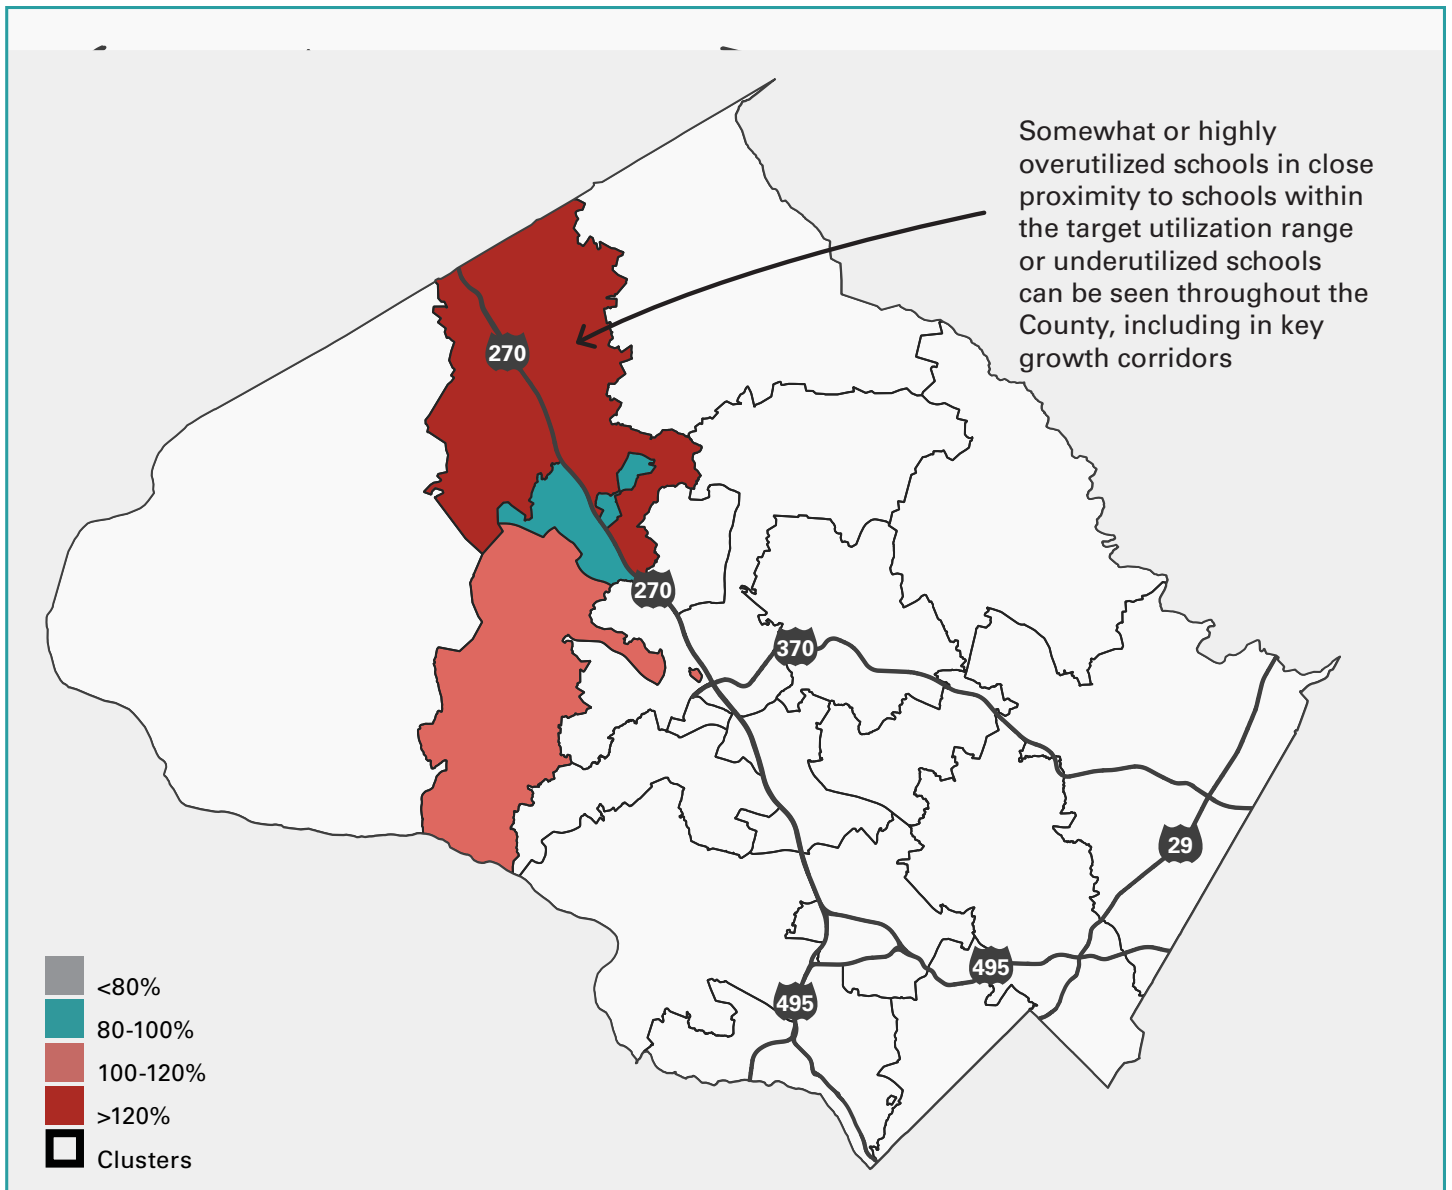 Somewhat or highly
overutilized schools in close
proximity to schools within
the target utilization range
or underutilized schools
can be seen throughout the
County, including in key
growth corridors
270
270
370
29
495
495
<80%
80-100%
100-120%
>120%
Clusters